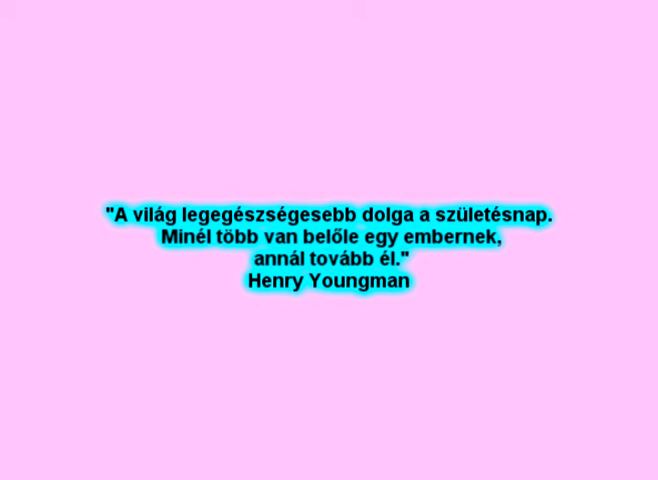 "A világ legegészségesebb dolga a születésnap.
Minél több van belőle egy embernek,
annál tovább él."
Henry Youngman